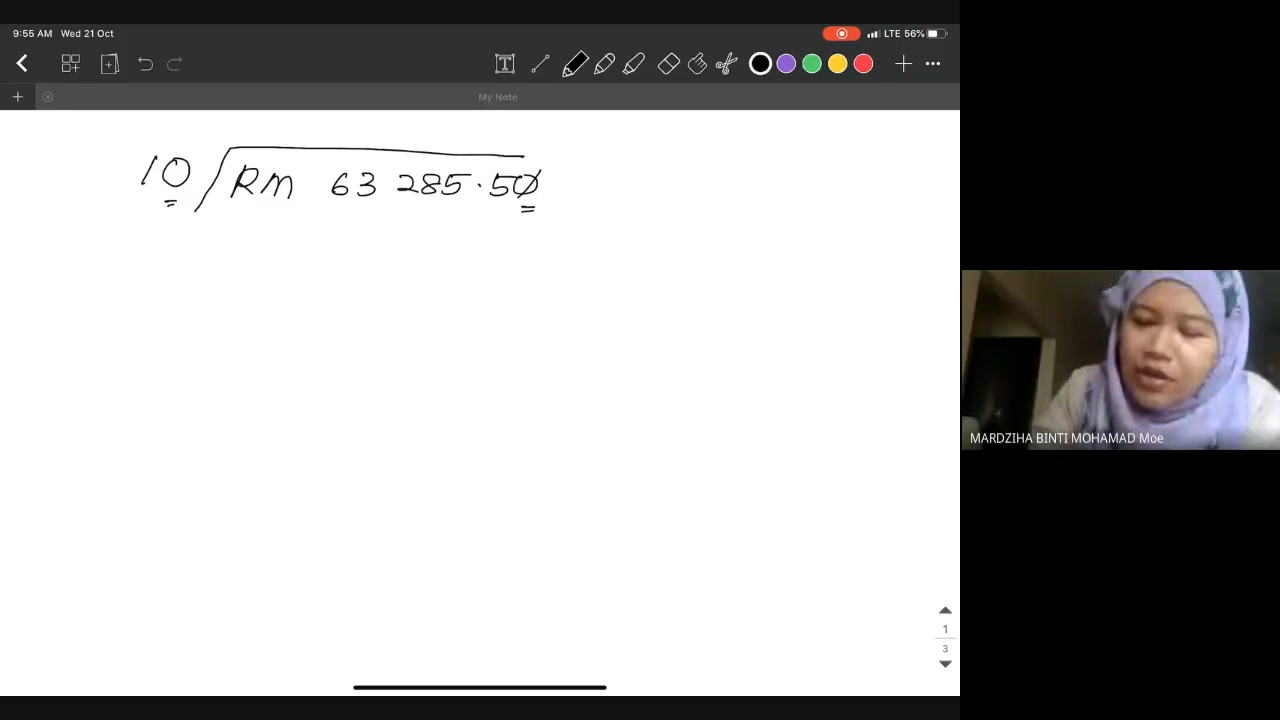 9:55 AM Wed 21 Oct
LTE 56%
T
My Note
10 RM 63 285.50
MARDZIHA BINTI MOHAMAD Moe
1
3